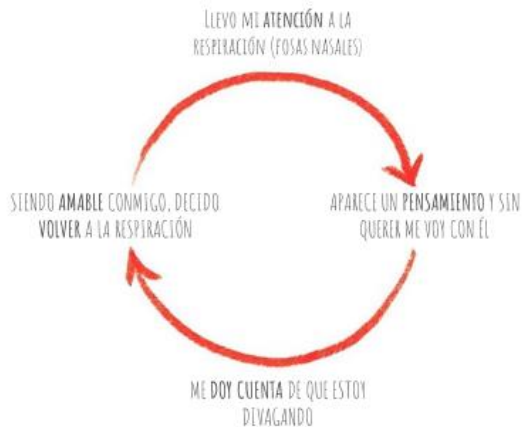 LLEVO MI ATENCIÓN A LA
RESPIRACIÓN (FOSAS NASALES)
APARECE UN PENSAMIENTO Y SIN
QUERER ME VOY CON ÉL
ME DOY CUENTA DE QUE ESTOY
DIVAGANDO
SIENDO AMABLE CONMIGO, DECIDO
VOLVER A LA RESPIRACIÓN